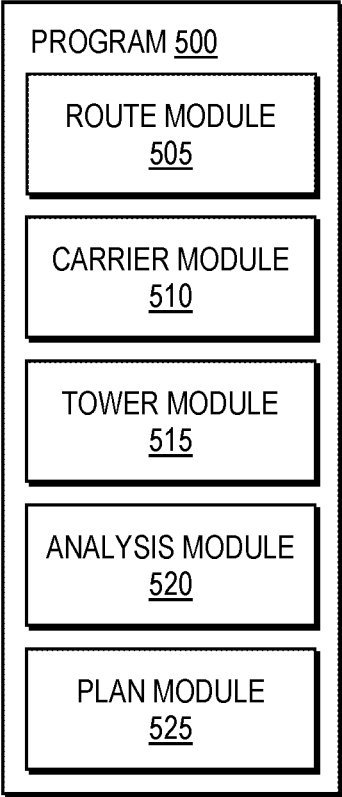 PROGRAM 500
ROUTE MODULE
505
CARRIER MODULE
510
TOWER MODULE
515
ANALYSIS MODULE
520
PLAN MODULE
525